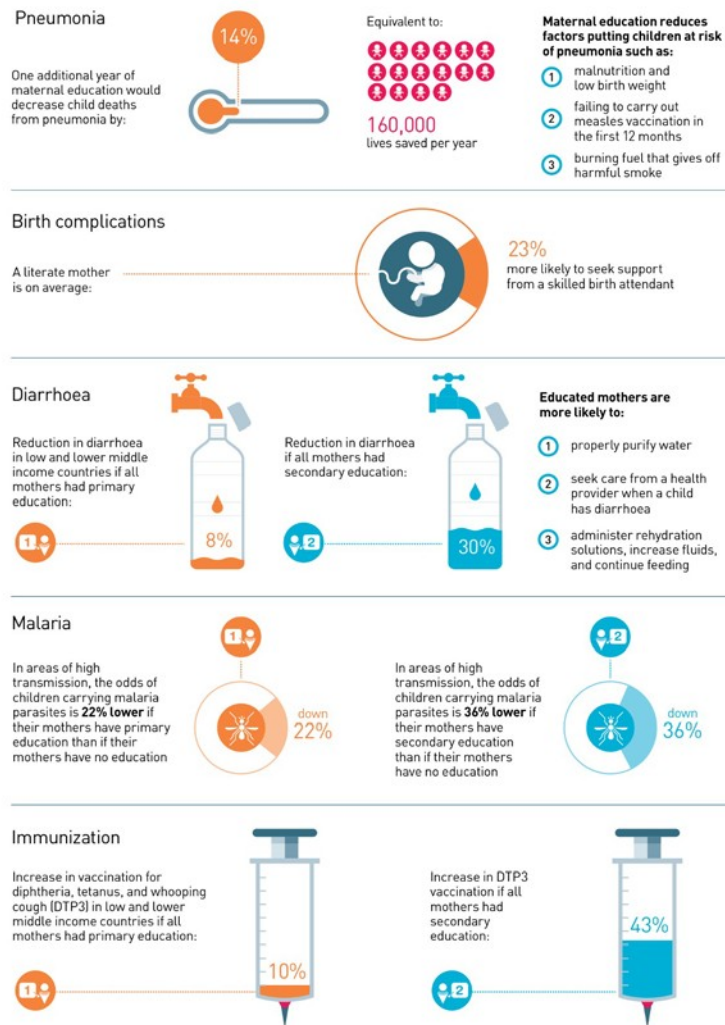 Pneumonia
One additional year of
maternal education would
decrease child deaths
from pneumonia by:
14%
Equivalent to:
160,000
lives saved per year
Maternal education reduces
factors putting children at risk
of pneumonia such as:
1 malnutrition and
low birth weight
2 failing to carry out
measles vaccination in
the first 12 months
3 burning fuel that gives off
harmful smoke
Birth complications
A literate mother
is on average:
23%
more likely to seek support
from a skilled birth attendant
Diarrhoea
Reduction in diarrhoea
in low and lower middle
income countries if all
mothers had primary
education:
1
8%
Reduction in diarrhoea
if all mothers had
secondary education:
2
30%
Educated mothers are
more likely to:
1 properly purify water
2 seek care from a health
provider when a child
has diarrhoea
3 administer rehydration
solutions, increase fluids,
and continue feeding
Malaria
In areas of high
transmission, the odds of
children carrying malaria
parasites is 22% lower if
their mothers have primary
education than if their
mothers have no education
1
down
22%
In areas of high
transmission, the odds of
children carrying malaria
parasites is 36% lower if
their mothers have
secondary education
than if their mothers
have no education
2
down
36%
Immunization
Increase in vaccination for
diphtheria, tetanus, and whooping
cough (DTP3) in low and lower
middle income countries if all
mothers had primary education:
1
10%
Increase in DTP3
vaccination if all
mothers had
secondary
education:
2
43%